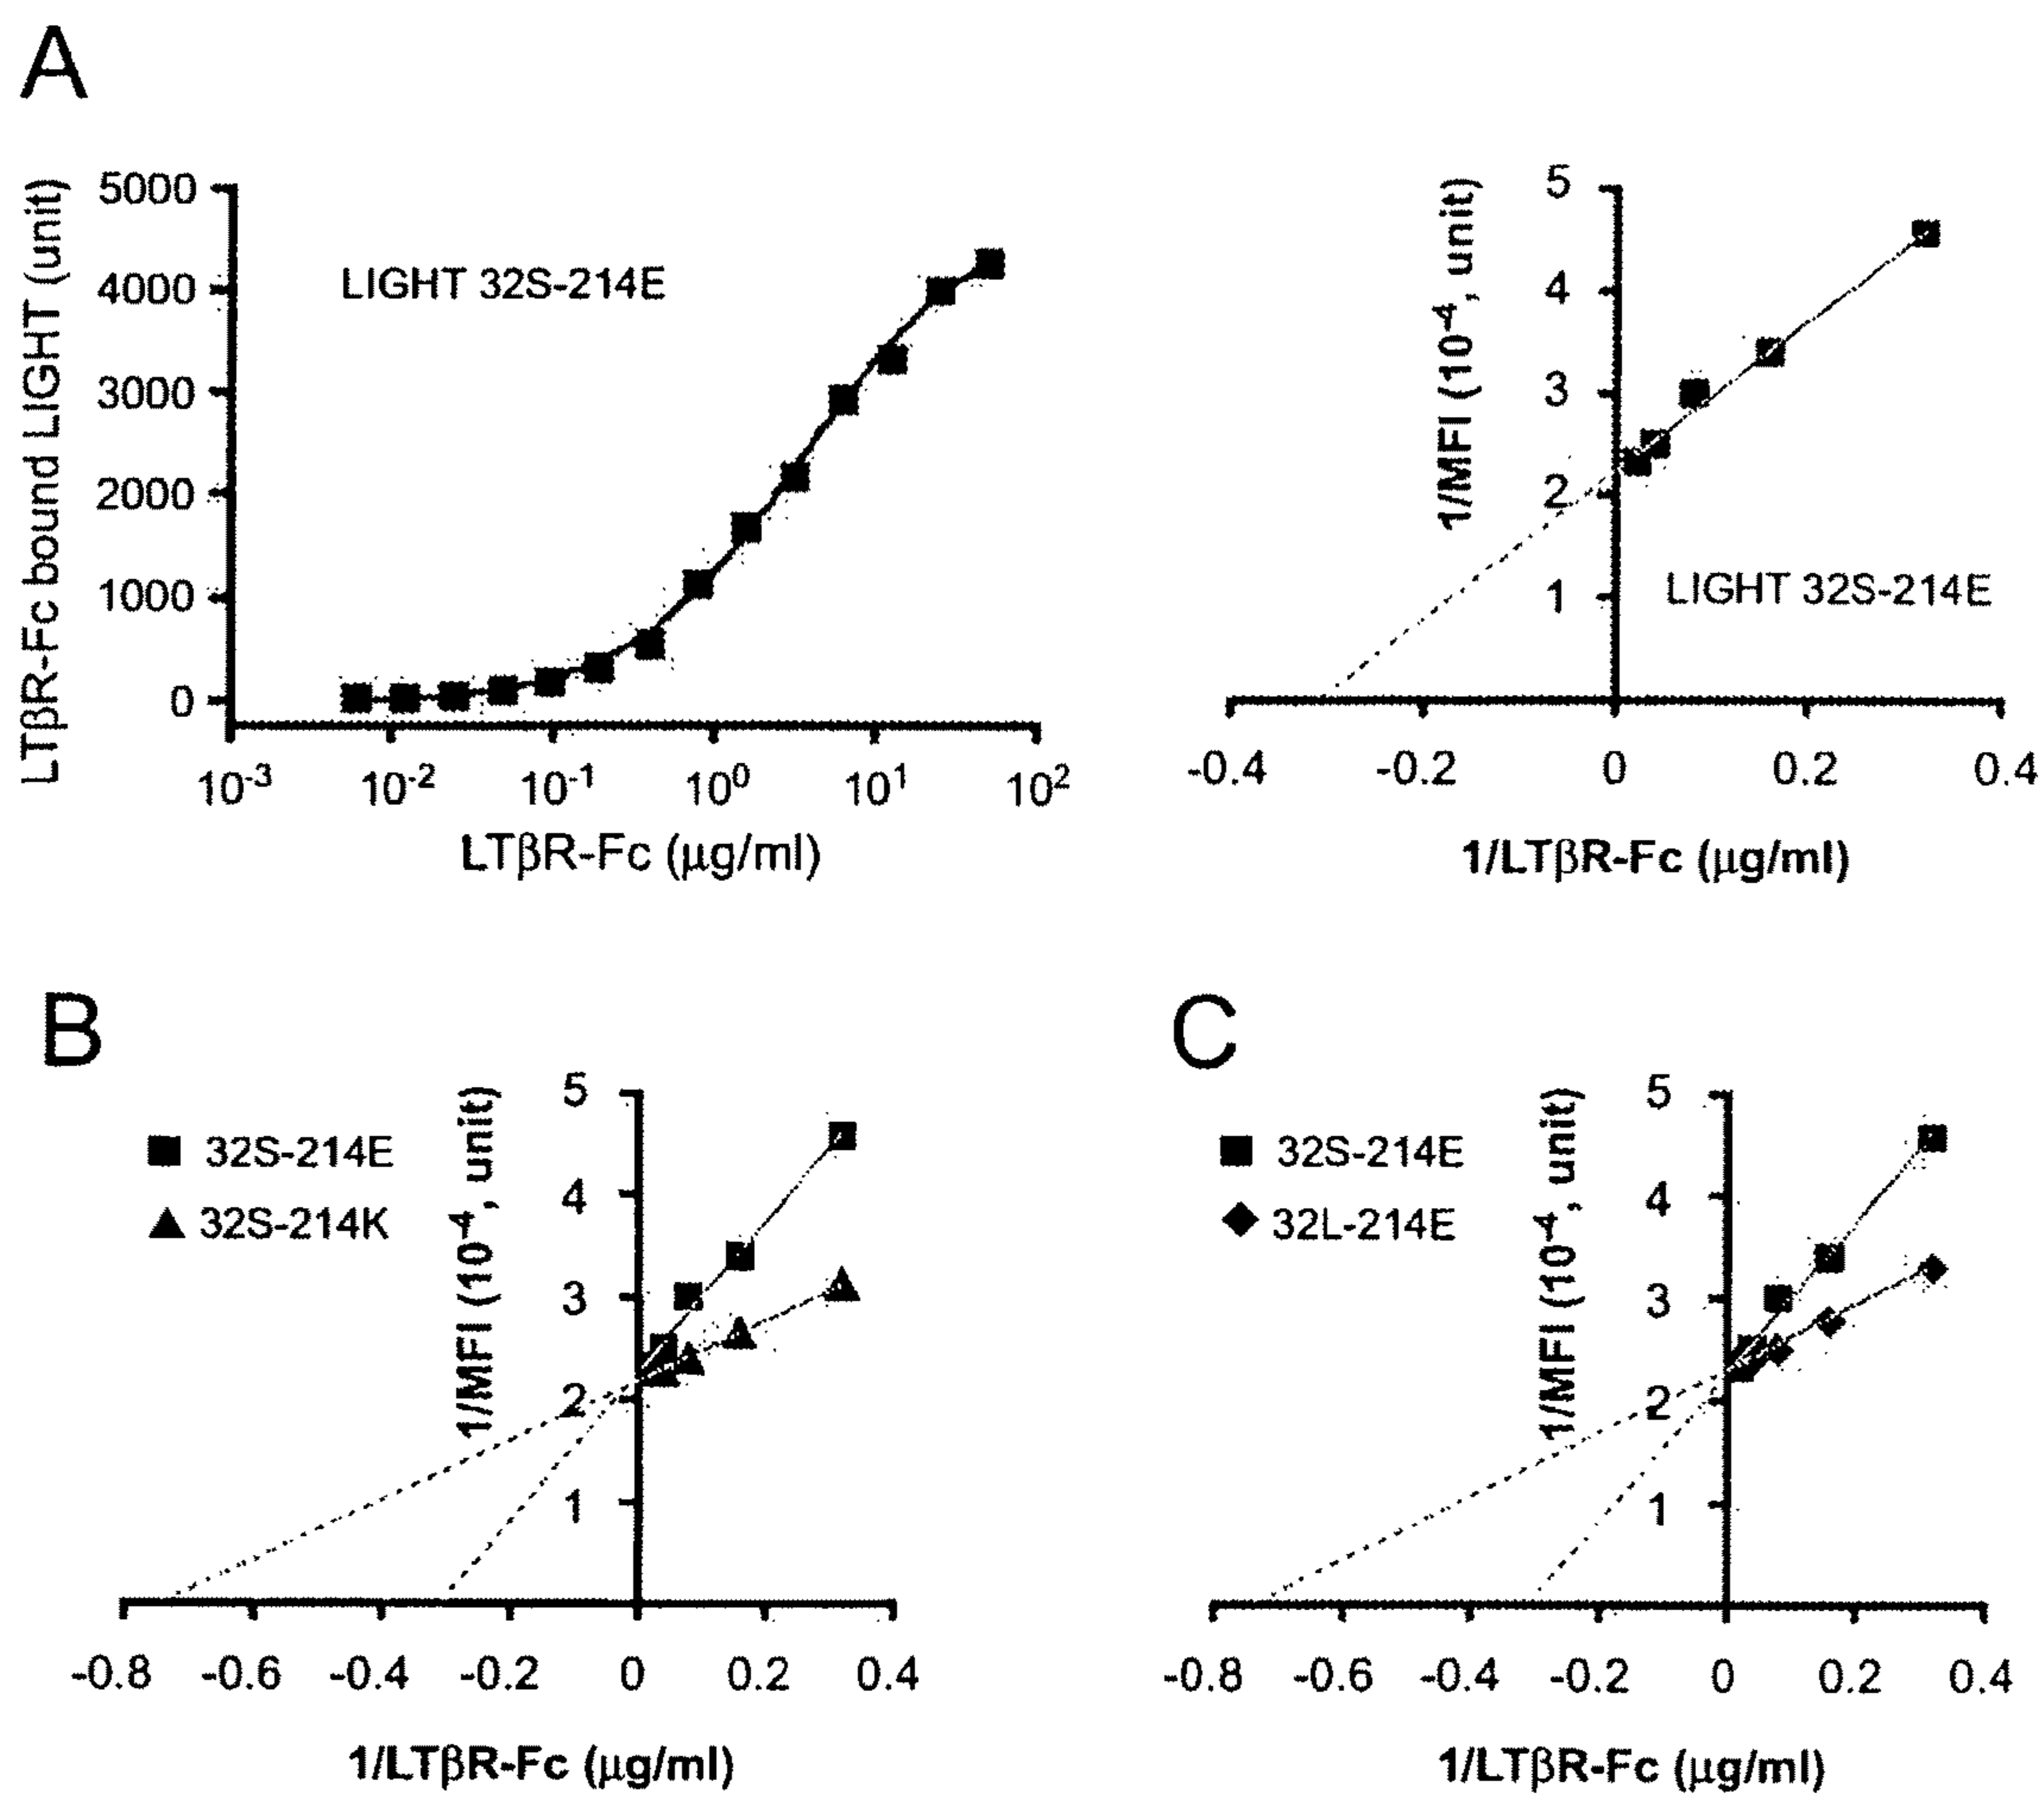 A
LTβR-Fc bound LIGHT (unit)
5000
4000
3000
2000
1000
0
LIGHT 32S-214E
10-3 10-2 10-1 100 101 102
LTβR-Fc (μg/ml)
1/MFI (10-4, unit)
5
4
3
2
1
LIGHT 32S-214E
-0.4 -0.2 0 0.2 0.4
1/LTβR-Fc (μg/ml)
B
32S-214E
32S-214K
1/MFI (10-4, unit)
5
4
3
2
1
-0.8 -0.6 -0.4 -0.2 0 0.2 0.4
1/LTβR-Fc (μg/ml)
C
32S-214E
32L-214E
1/MFI (10-4, unit)
5
4
3
2
1
-0.8 -0.6 -0.4 -0.2 0 0.2 0.4
1/LTβR-Fc (μg/ml)